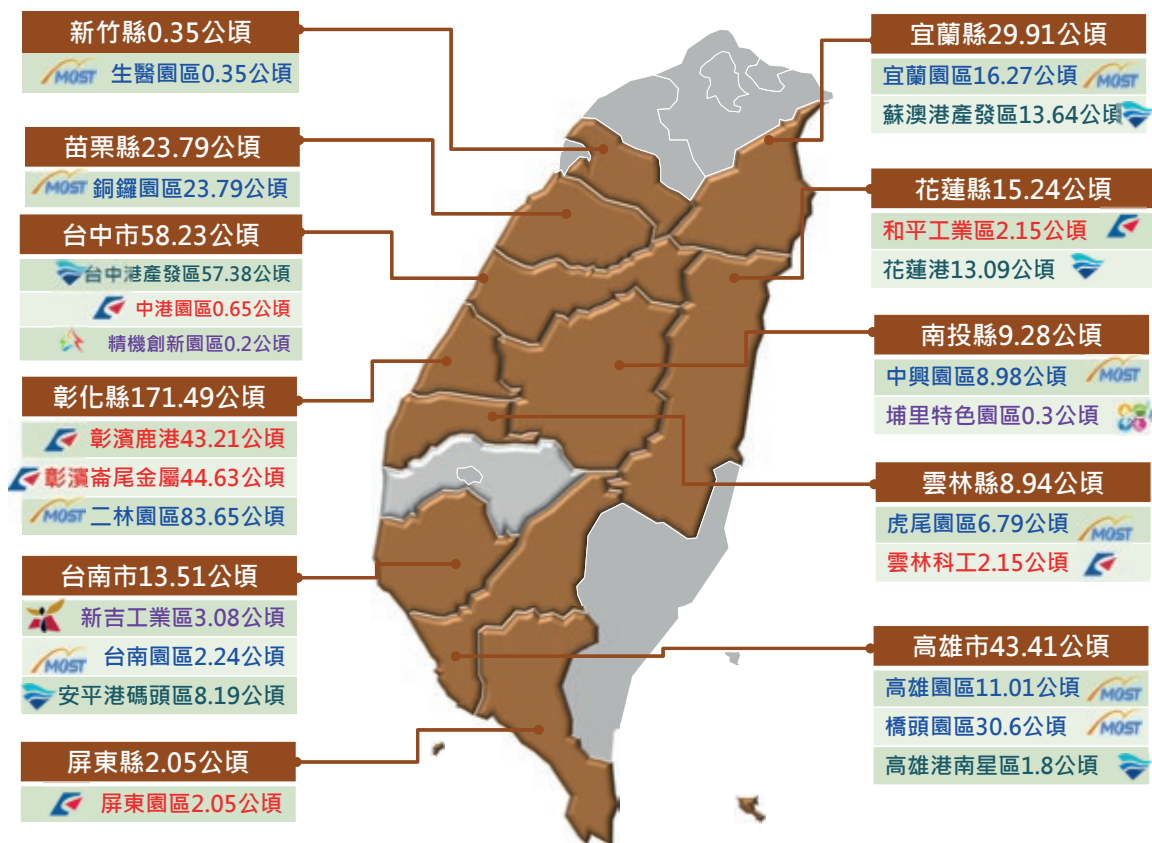 新竹縣0.35公頃
MOST 生醫園區0.35公頃
苗栗縣23.79公頃
MOST 銅鑼園區23.79公頃
台中市58.23公頃
台中港產發區57.38公頃
中港園區0.65公頃
精機創新園區0.2公頃
彰化縣171.49公頃
彰濱鹿港43.21公頃
彰濱崙尾金屬44.63公頃
MOST 二林園區83.65公頃
台南市13.51公頃
新吉工業區3.08公頃
MOST 台南園區2.24公頃
安平港碼頭區8.19公頃
屏東縣2.05公頃
屏東園區2.05公頃
宜蘭縣29.91公頃
宜蘭園區16.27公頃 MOST
蘇澳港產發區13.64公頃
花蓮縣15.24公頃
和平工業區2.15公頃
花蓮港13.09公頃
南投縣9.28公頃
中興園區8.98公頃 MOST
埔里特色園區0.3公頃
雲林縣8.94公頃
虎尾園區6.79公頃 MOST
雲林科工2.15公頃
高雄市43.41公頃
高雄園區11.01公頃 MOST
橋頭園區30.6公頃 MOST
高雄港南星區1.8公頃